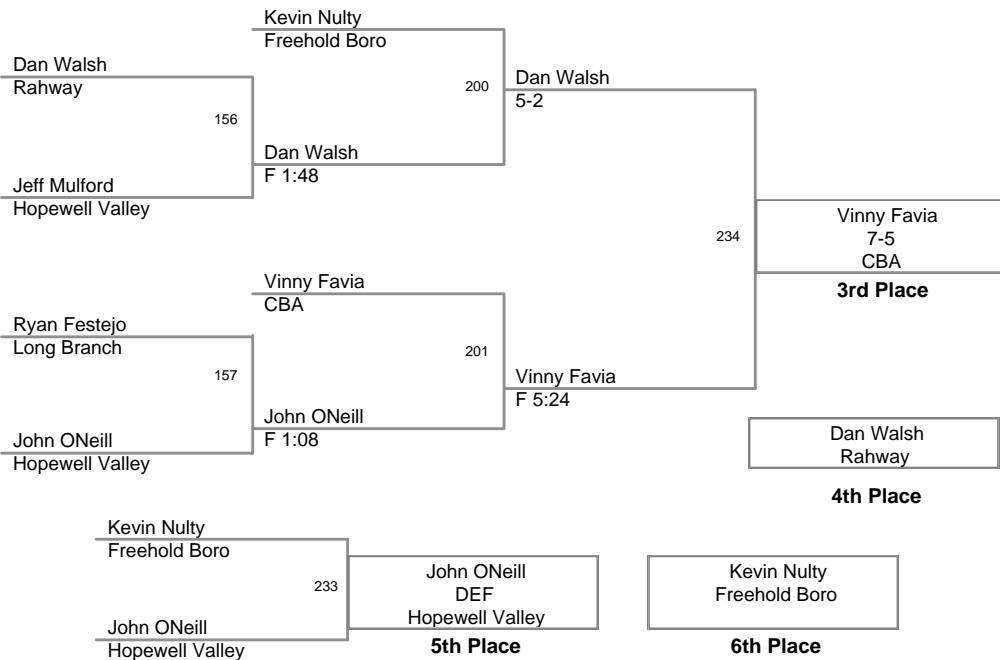 Kevin Nulty
Freehold Boro
Dan Walsh
Rahway
200
Dan Walsh
5-2
156
Dan Walsh
F 1:48
Jeff Mulford
Hopewell Valley
234
Vinny Favia
7-5
CBA
3rd Place
Vinny Favia
CBA
Ryan Festejo
Long Branch
201
157
Vinny Favia
F 5:24
John ONeill
F 1:08
John ONeill
Hopewell Valley
Dan Walsh
Rahway
4th Place
Kevin Nulty
Freehold Boro
233
John ONeill
Hopewell Valley
John ONeill
DEF
Hopewell Valley
5th Place
Kevin Nulty
Freehold Boro
6th Place